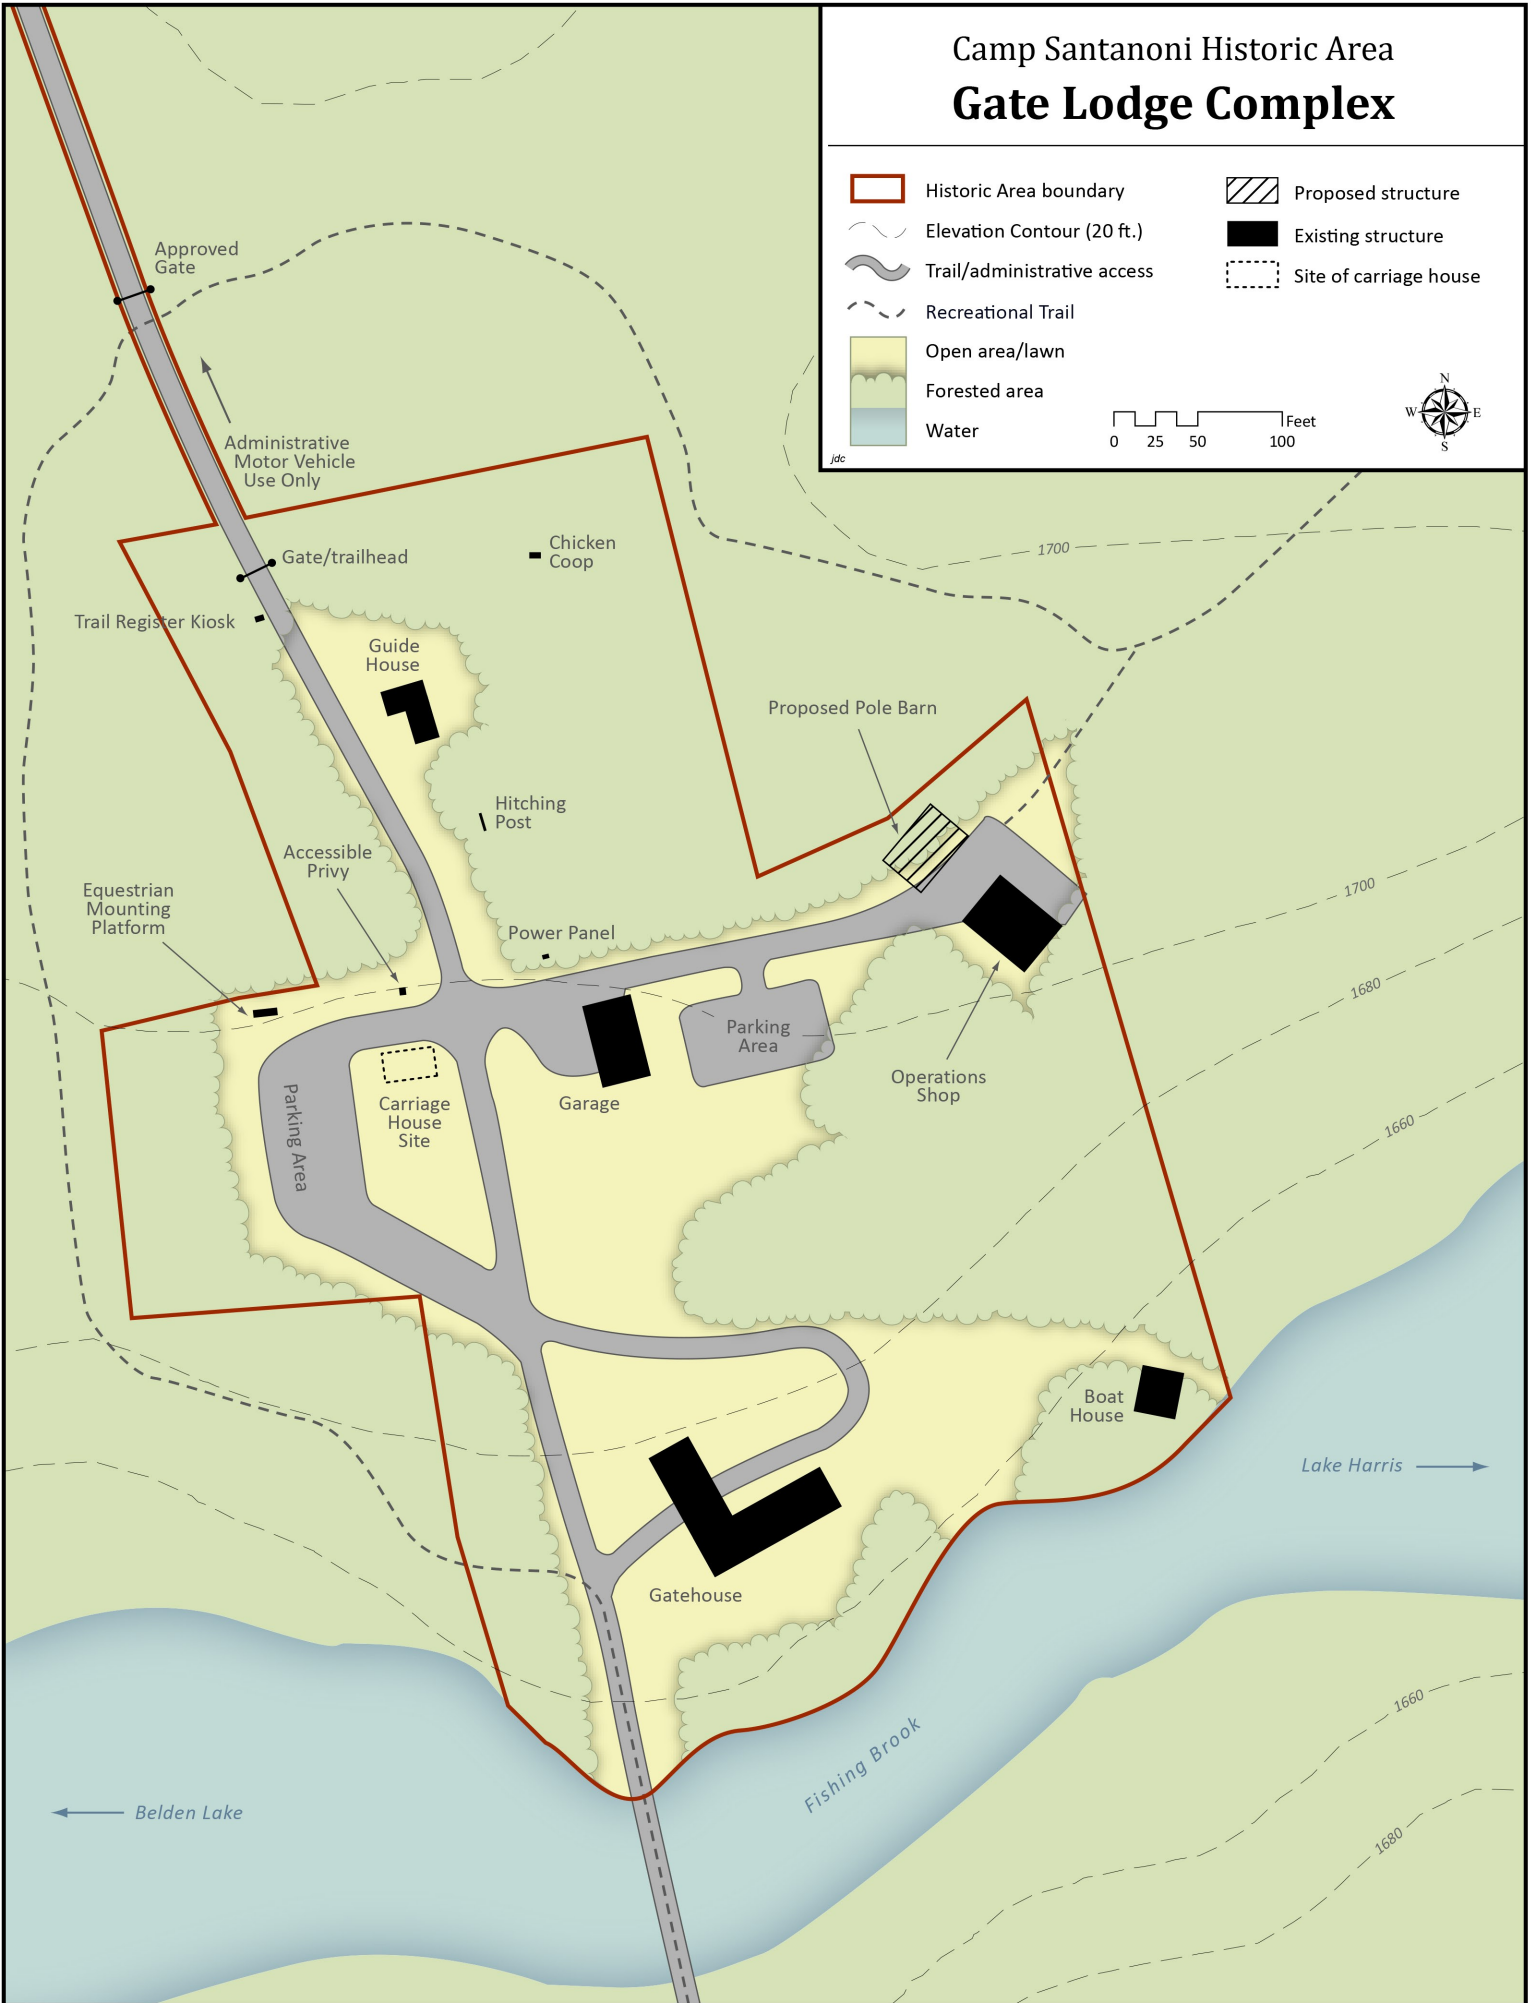 Camp Santanoni Historic Area
Gate Lodge Complex
Historic Area boundary
Elevation Contour (20 ft.)
Trail/administrative access
Recreational Trail
Open area/lawn
Forested area
Water
Proposed structure
Existing structure
Site of carriage house
Feet
0 25 50 100
N
W E
S
jdc
Approved
Gate
Administrative
Motor Vehicle
Use Only
Gate/trailhead
Chicken
Coop
1700
Trail Register Kiosk
Guide
House
Proposed Pole Barn
Hitching
Post
Accessible
Privy
Equestrian
Mounting
Platform
Power Panel
1700
1680
Parking
Area
Operations
Shop
Parking Area
Carriage
House
Site
Garage
1660
Boat
House
Lake Harris
Gatehouse
1660
Fishing Brook
Belden Lake
1680